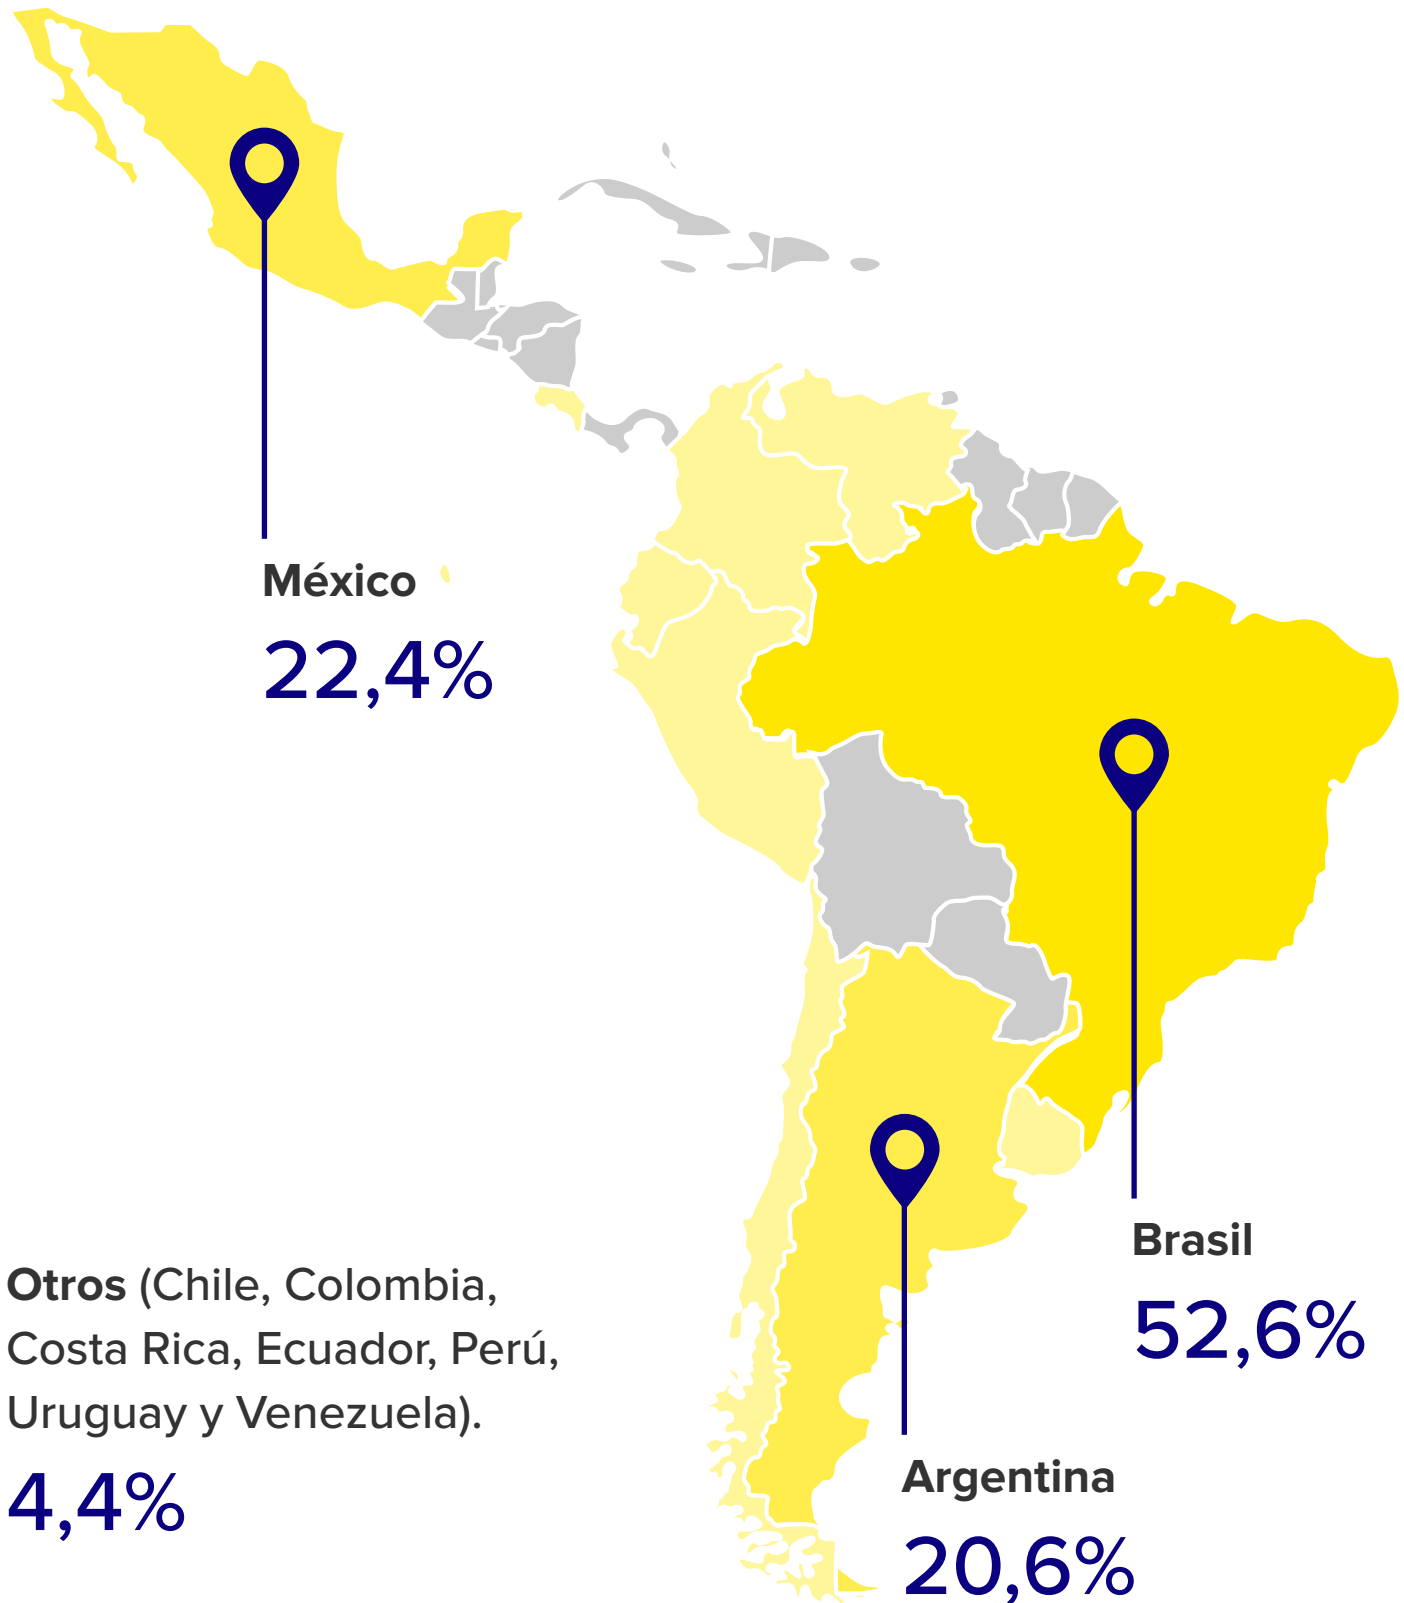 México
22,4%
Brasil
52,6%
Otros (Chile, Colombia,
Costa Rica, Ecuador, Perú,
Uruguay y Venezuela).
4,4%
Argentina
20,6%